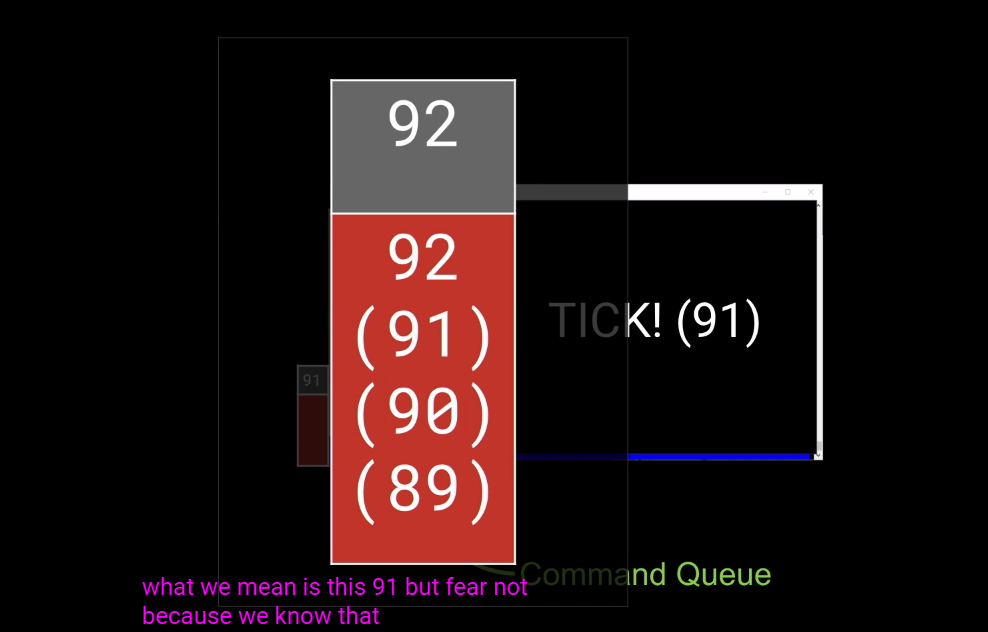 92
92
(91)
(90)
(89)
91
TICK! (91)
Command Queue
what we mean is this 91 but fear not
because we know that